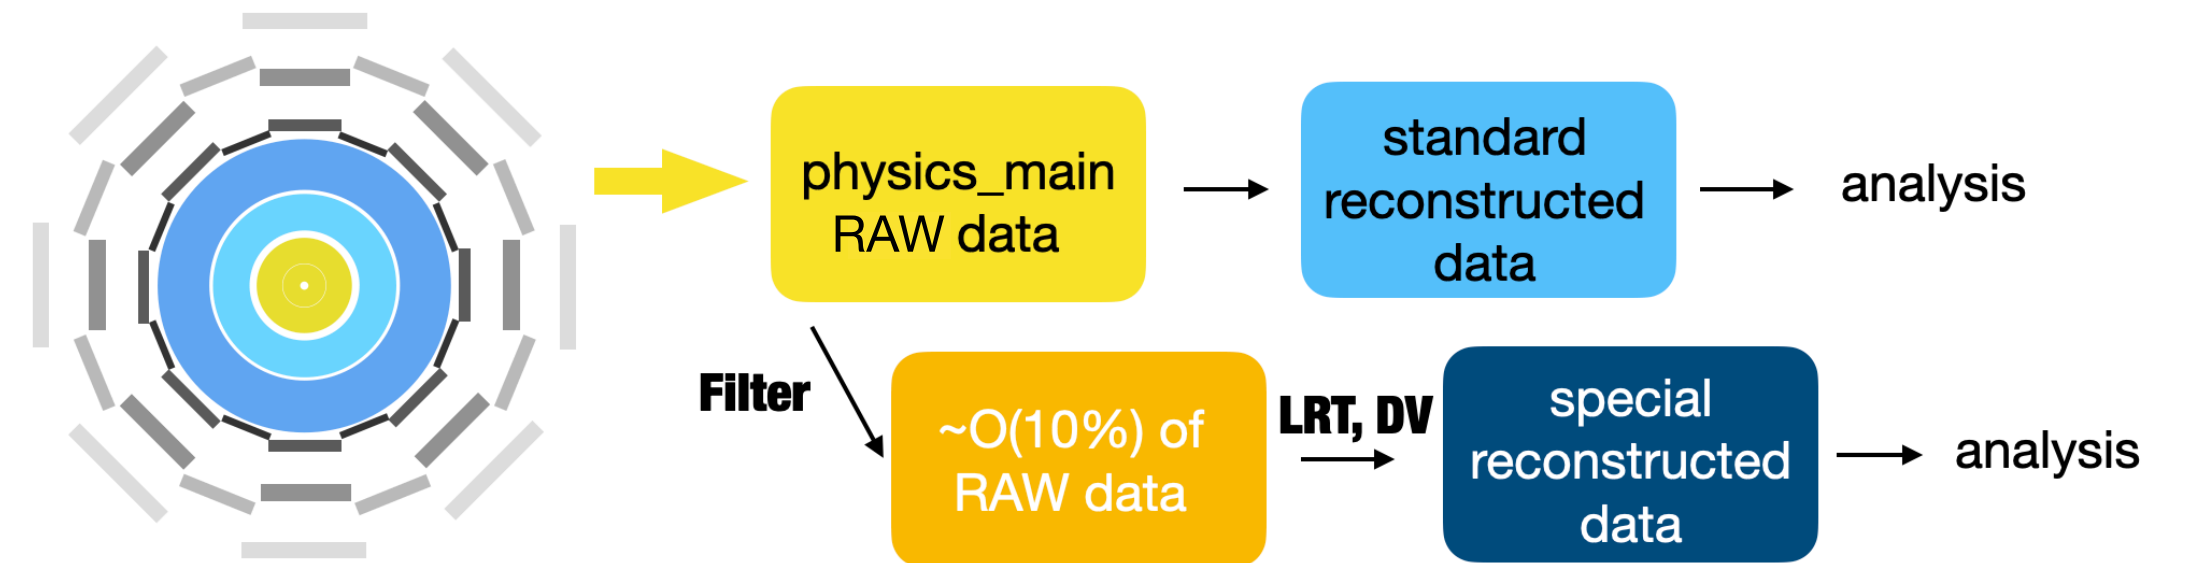 physics_main
RAW data
standard
reconstructed
data
analysis
Filter
~O(10%) of
RAW data
LRT, DV
special
reconstructed
data
analysis